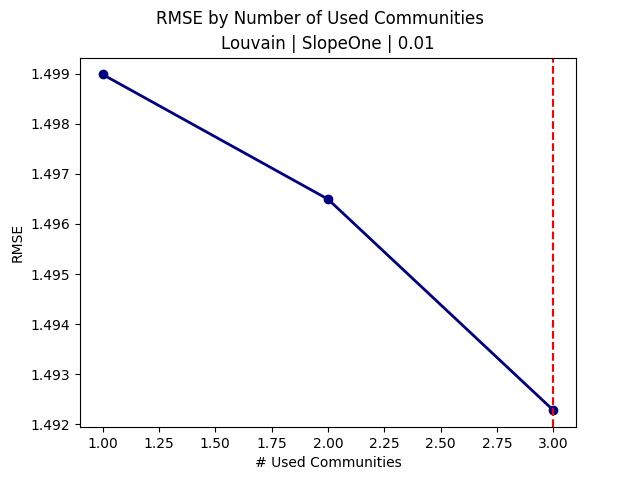 RMSE by Number of Used Communities
Louvain | SlopeOne | 0.01
1.499
1.498
1.497
1.496
1.495
1.494
1.493
1.492
RMSE
1.00 1.25 1.50 1.75 2.00 2.25 2.50 2.75 3.00
# Used Communities